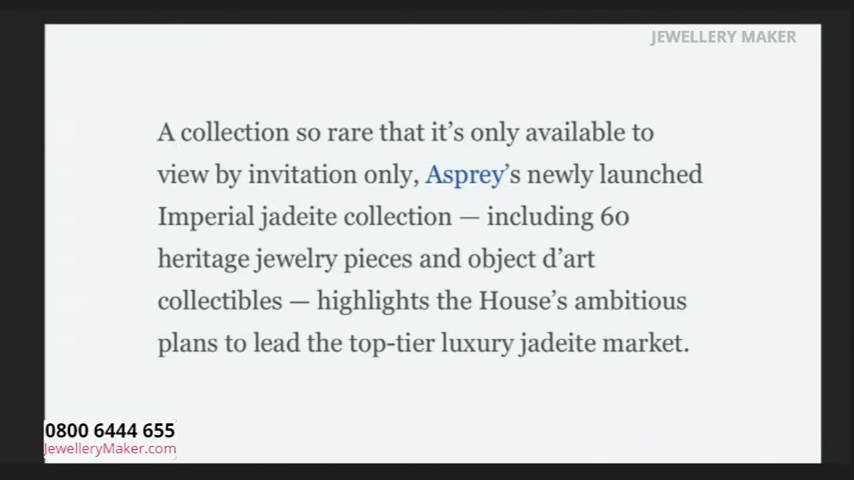 JEWELLERY MAKER
A collection so rare that it’s only available to
view by invitation only, Asprey’s newly launched
Imperial jadeite collection — including 60
heritage jewelry pieces and object d’art
collectibles — highlights the House’s ambitious
plans to lead the top-tier luxury jadeite market.
0800 6444 655
JewelleryMaker.com